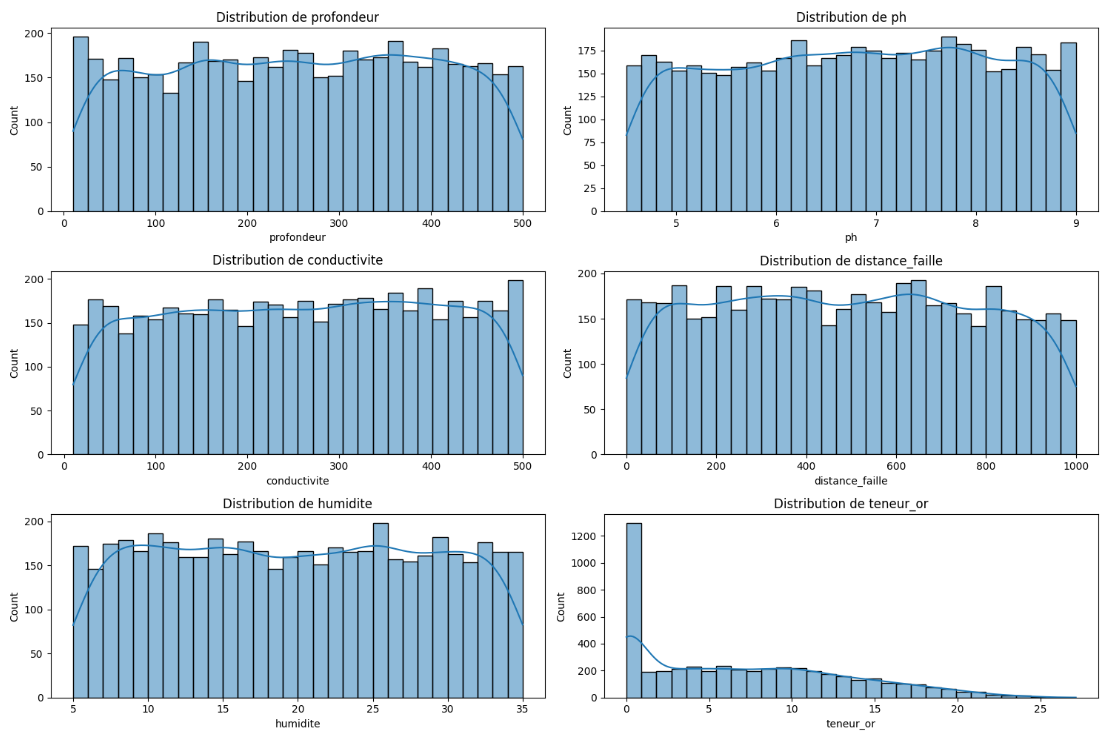 Distribution de profondeur
200
150
100
50
0
Count
0 100 200 300 400 500
profondeur
Distribution de ph
175
150
125
100
75
50
25
0
Count
5 6 7 8 9
ph
Distribution de conductivite
200
150
100
50
0
Count
0 100 200 300 400 500
conductivite
Distribution de distance_faille
200
150
100
50
0
Count
0 200 400 600 800 1000
distance_faille
Distribution de humidite
200
150
100
50
0
Count
5 10 15 20 25 30 35
humidite
Distribution de teneur_or
1200
1000
800
600
400
200
0
Count
0 5 10 15 20 25
teneur_or